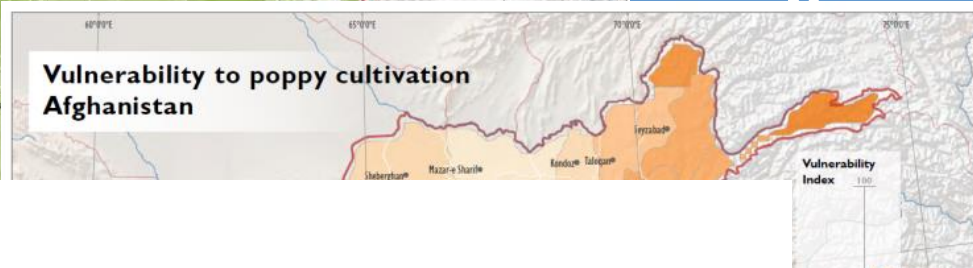 60°0'0"E 65°0'0"E 70°0'0"E 75°0'0"E
Vulnerability to poppy cultivation
Afghanistan
Feyzabad
Sheberghan
Mazar-e Sharif
Kondoz
Taloqan
Vulnerability
Index
100